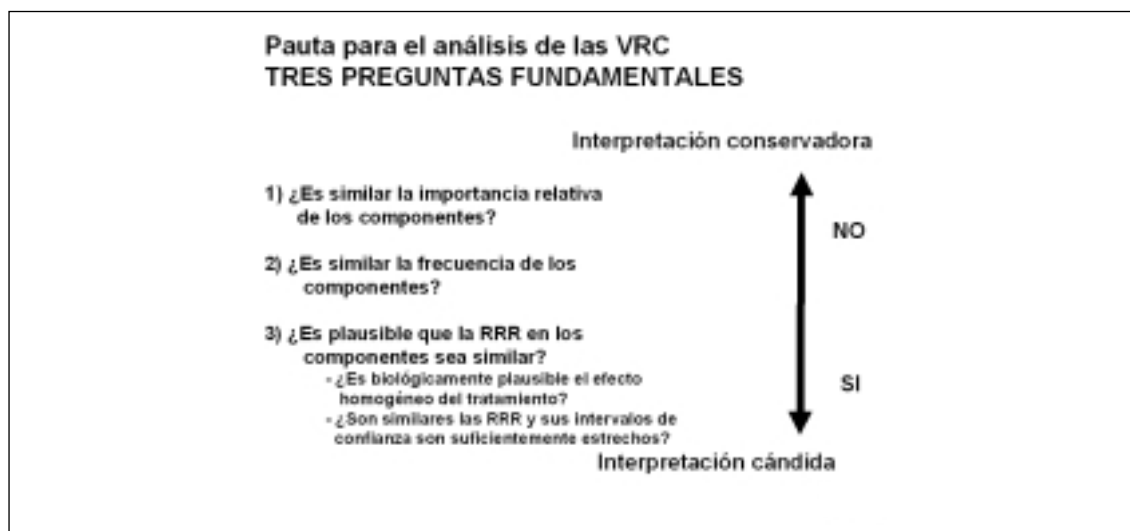 Pauta para el análisis de las VRC
TRES PREGUNTAS FUNDAMENTALES
Interpretación conservadora
1) ¿Es similar la importancia relativa
de los componentes?
NO
2) ¿Es similar la frecuencia de los
componentes?
3) ¿Es plausible que la RRR en los
componentes sea similar?
- ¿Es biológicamente plausible el efecto
homogéneo del tratamiento?
SI
- ¿Son similares las RRR y sus intervalos de
confianza son suficientemente estrechos?
Interpretación cándida